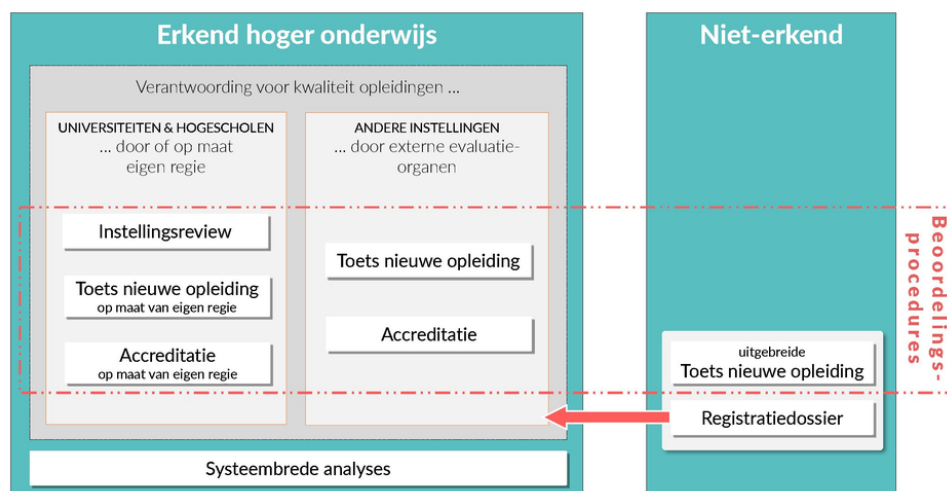 Erkend hoger onderwijs
Verantwoording voor kwaliteit opleidingen ...
UNIVERSITEITEN & HOGESCHOLEN
... door of op maat
eigen regie
Instellingsreview
Toets nieuwe opleiding
op maat van eigen regie
Accreditatie
op maat van eigen regie
ANDERE INSTELLINGEN
... door externe evaluatie-
organen
Toets nieuwe opleiding
Accreditatie
Systeembrede analyses
Niet-erkend
uitgebreide
Toets nieuwe opleiding
Registratiedossier
Beoordelings-
procedures